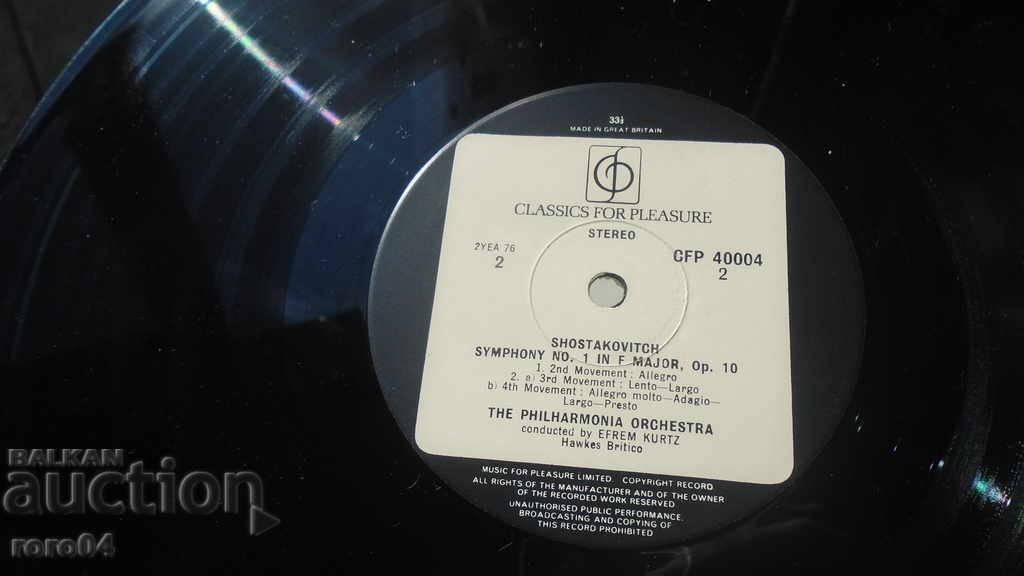 33⅓
MADE IN GREAT BRITAIN
CLASSICS FOR PLEASURE
STEREO
2YEA 76
2
CFP 40004
2
SHOSTAKOVITCH
SYMPHONY NO. 1 IN F MAJOR, Op. 10
1. 2nd Movement: Allegro
2. a) 3rd Movement: Lento—Largo
b) 4th Movement: Allegro molto—Adagio—
Largo—Presto
THE PHILHARMONIA ORCHESTRA
conducted by EFREM KURTZ
Hawkes Britico
MUSIC FOR PLEASURE LIMITED. COPYRIGHT RECORD
ALL RIGHTS OF THE MANUFACTURER AND OF THE OWNER
OF THE RECORDED WORK RESERVED
UNAUTHORISED PUBLIC PERFORMANCE,
BROADCASTING AND COPYING OF
THIS RECORD PROHIBITED
BALKAN
auction
roro04